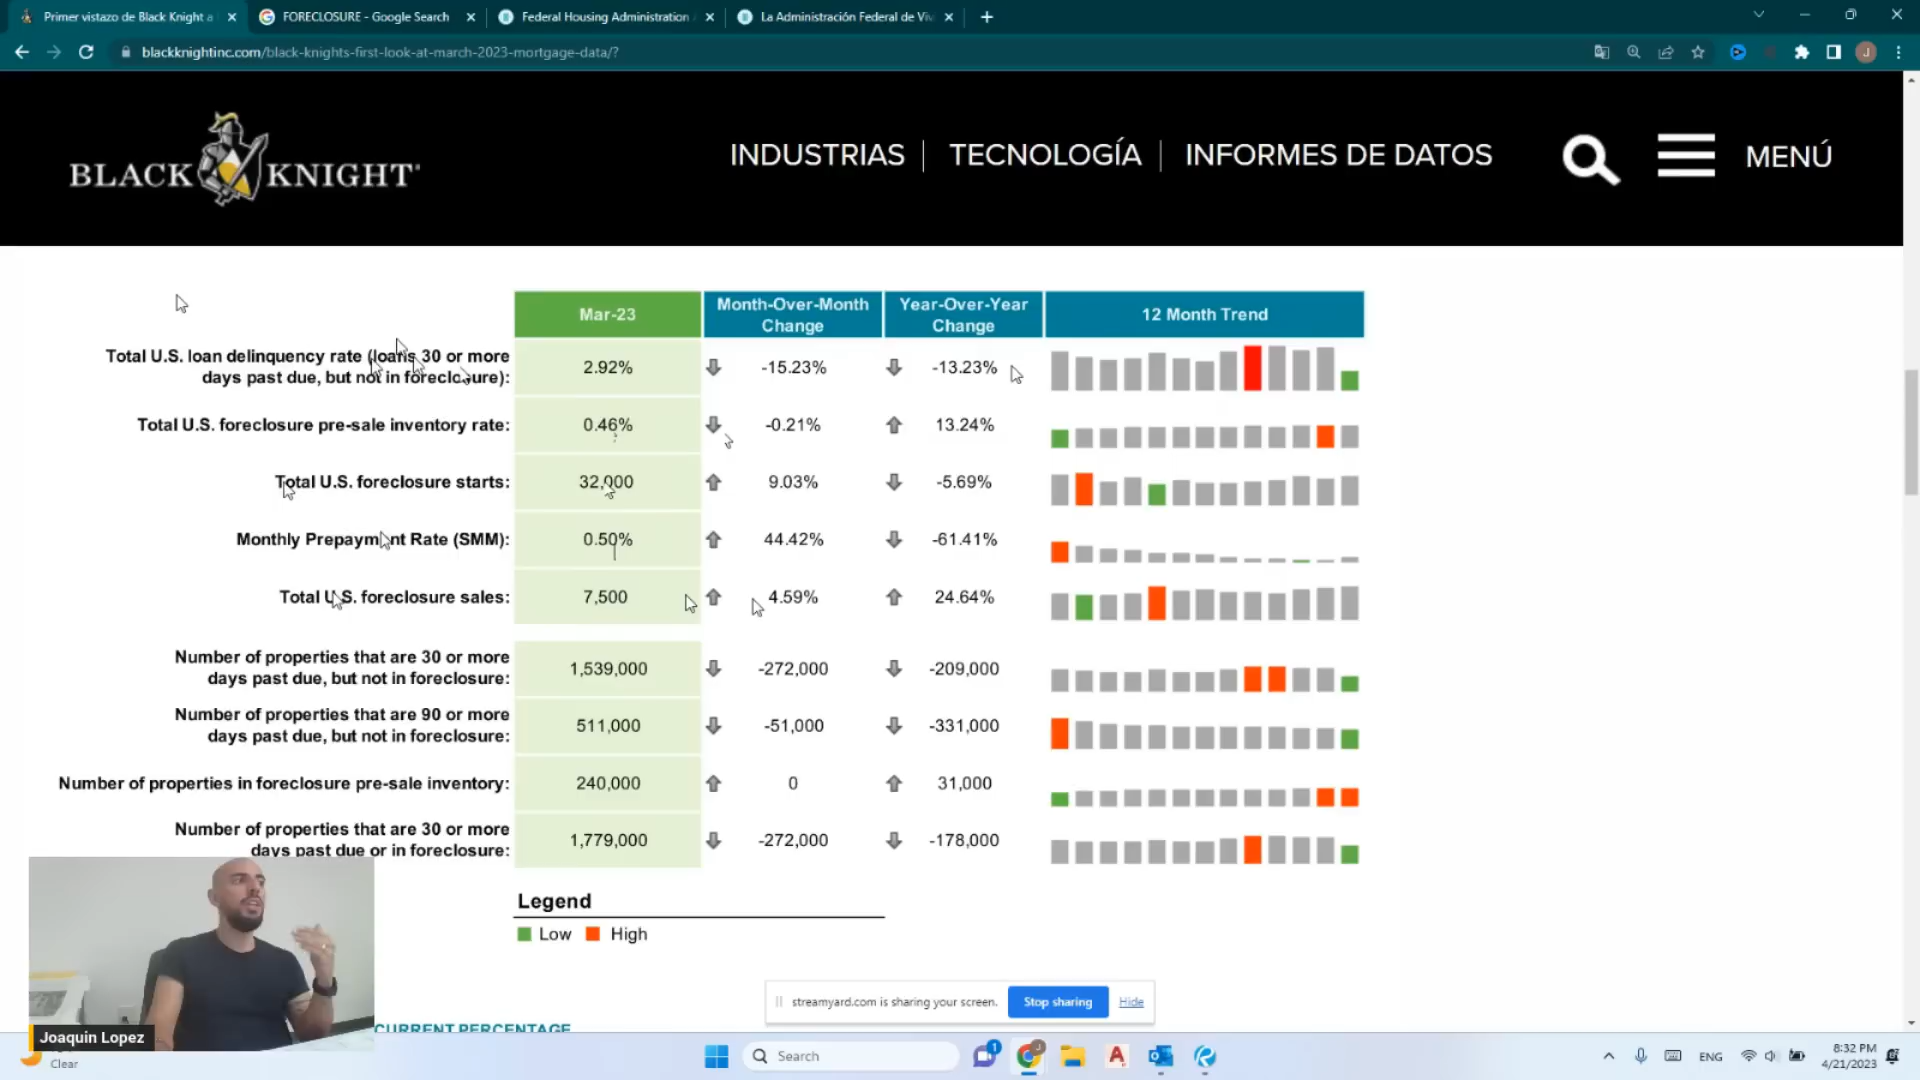 Primer vistazo de Black Knight a
FORECLOSURE - Google Search
Federal Housing Administration
La Administración Federal de Viv
blackknightinc.com/black-knights-first-look-at-march-2023-mortgage-data/?
BLACK KNIGHT
INDUSTRIAS | TECNOLOGÍA | INFORMES DE DATOS
MENÚ
Mar-23 Month-Over-Month Change Year-Over-Year Change 12 Month Trend
Total U.S. loan delinquency rate (loans 30 or more
days past due, but not in foreclosure): 2.92% -15.23% -13.23%
Total U.S. foreclosure pre-sale inventory rate: 0.46% -0.21% 13.24%
Total U.S. foreclosure starts: 32,000 9.03% -5.69%
Monthly Prepayment Rate (SMM): 0.50% 44.42% -61.41%
Total U.S. foreclosure sales: 7,500 4.59% 24.64%
Number of properties that are 30 or more
days past due, but not in foreclosure: 1,539,000 -272,000 -209,000
Number of properties that are 90 or more
days past due, but not in foreclosure: 511,000 -51,000 -331,000
Number of properties in foreclosure pre-sale inventory: 240,000 0 31,000
Number of properties that are 30 or more
days past due or in foreclosure: 1,779,000 -272,000 -178,000
Legend
Low High
streamyard.com is sharing your screen. Stop sharing Hide
CURRENT PERCENTAGE
Joaquin Lopez
Clear
Search
1
J
ENG
8:32 PM
4/21/2023